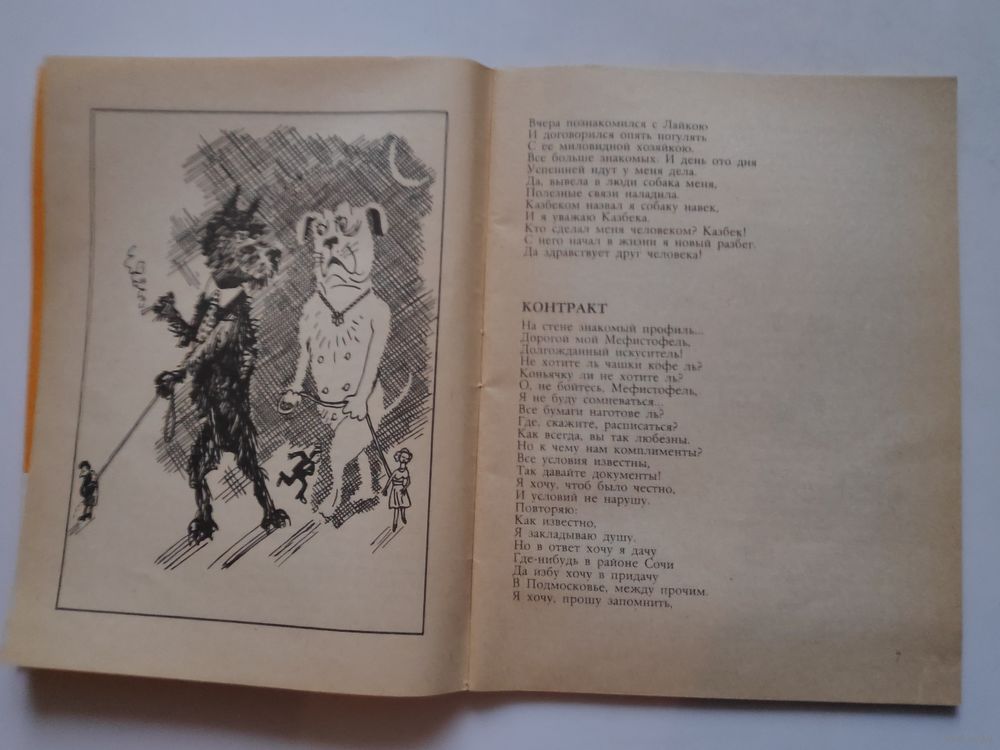 Вчера познакомился с Лайкою
И договорился опять погулять
С ее миловидной хозяйкою.
Все больше знакомых. И день ото дня
Успешней идут у меня дела.
Да, вывела в люди собака меня,
Полезные связи наладила.
Казбеком назвал я собаку навек,
И я уважаю Казбека.
Кто сделал меня человеком? Казбек!
С него начал в жизни я новый разбег.
Да здравствует друг человека!
КОНТРАКТ
На стене знакомый профиль...
Дорогой мой Мефистофель,
Долгожданный искуситель!
Не хотите ль чашки кофе ль?
Коньячку ли не хотите ль?
О, не бойтесь, Мефистофель,
Я не буду сомневаться...
Все бумаги наготове ль?
Где, скажите, расписаться?
Как всегда, вы так любезны.
Но к чему нам комплименты?
Все условия известны,
Так давайте документы!
Я хочу, чтоб было честно,
И условий не нарушу.
Повторяю:
Как известно,
Я закладываю душу.
Но в ответ хочу я дачу
Где-нибудь в районе Сочи
Да избу хочу в придачу
В Подмосковье, между прочим.
Я хочу, прошу запомнить,
7